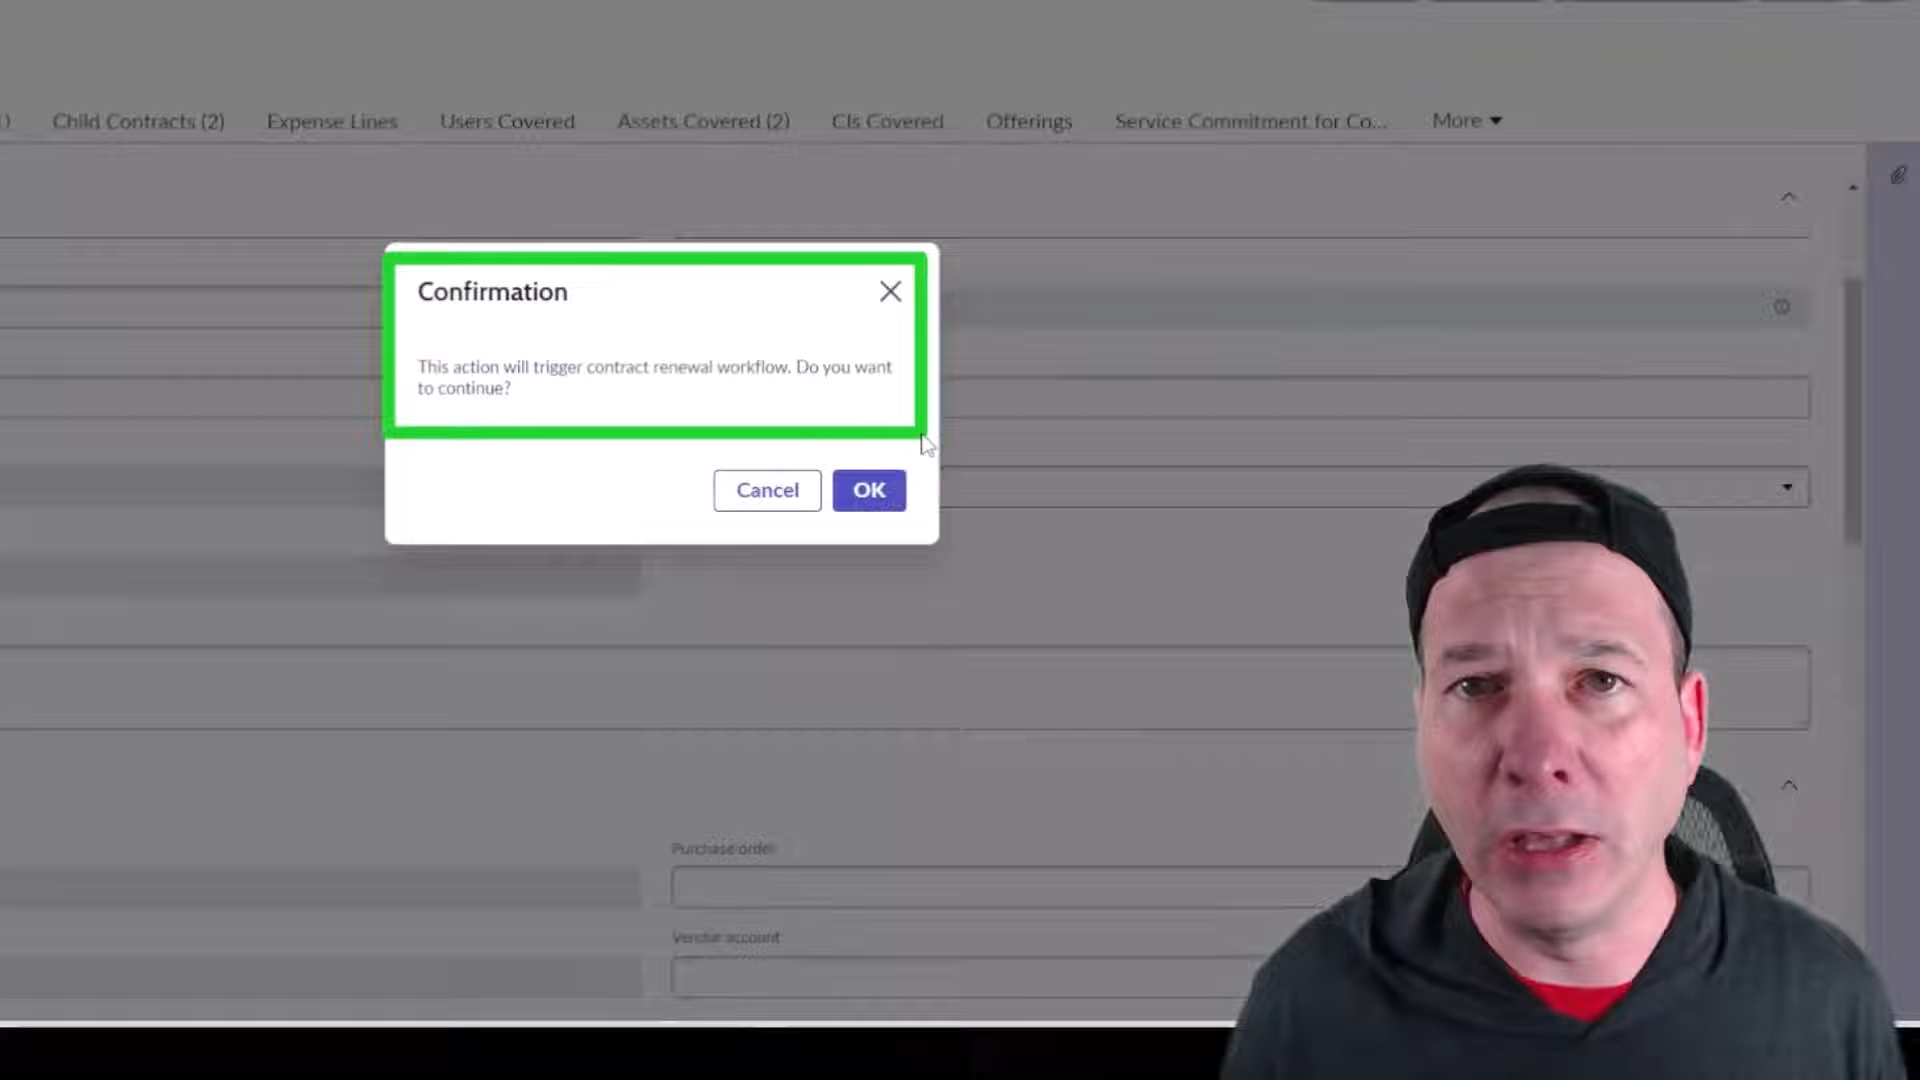 Child Contracts (2) Expense Lines Users Covered Assets Covered (2) CIs Covered Offerings Service Commitment for Co... More
Confirmation
This action will trigger contract renewal workflow. Do you want
to continue?
Cancel OK
Purchase order
Vendor account